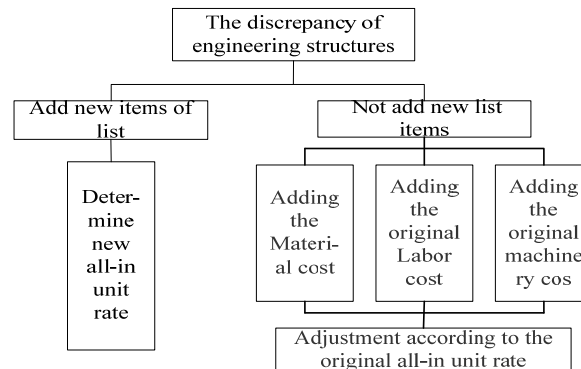 The discrepancy of
engineering structures
Add new items of
list
Not add new list
items
Deter-
mine
new
all-in
unit
rate
Adding
the
Materi-
al cost
Adding
the
original
Labor
cost
Adding
the
original
machine
ry cos
Adjustment according to the
original all-in unit rate